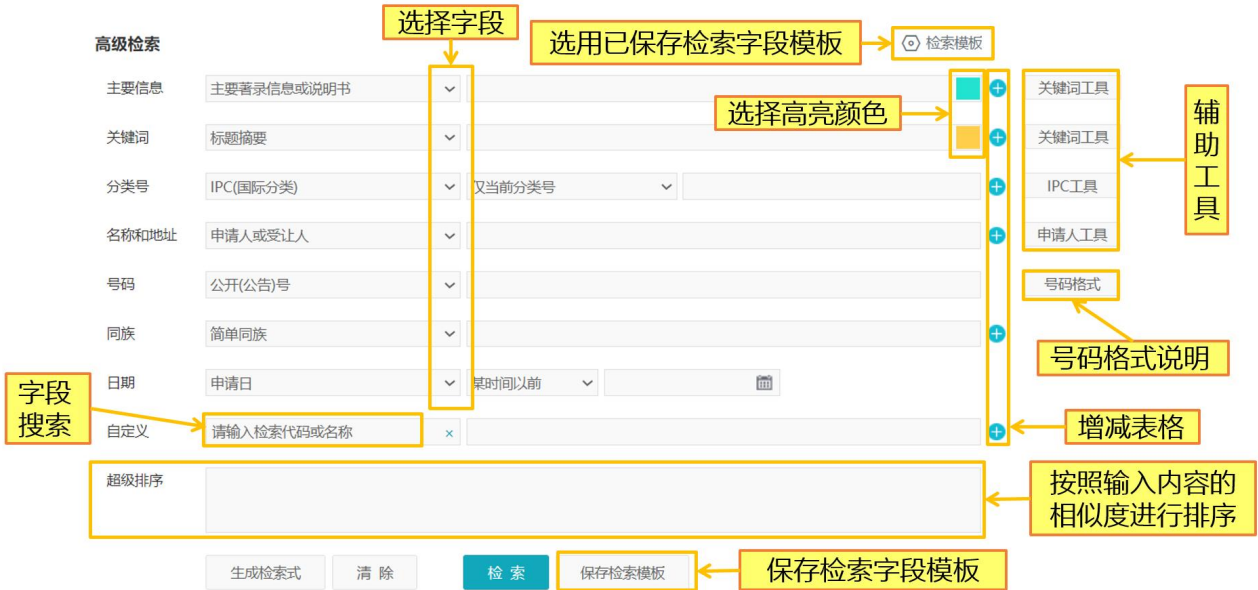 选择字段
高级检索
选用已保存检索字段模板
检索模板
主要信息
主要著录信息或说明书
关键词工具
选择高亮颜色
关键词
标题摘要
关键词工具
辅助工具
分类号
IPC(国际分类)
仅当前分类号
IPC工具
名称和地址
申请人或受让人
申请人工具
号码
公开(公告)号
号码格式
同族
简单同族
号码格式说明
日期
申请日
某时间以前
字段
搜索
自定义
请输入检索代码或名称
×
增减表格
超级排序
按照输入内容的
相似度进行排序
生成检索式
清 除
检 索
保存检索模板
保存检索字段模板